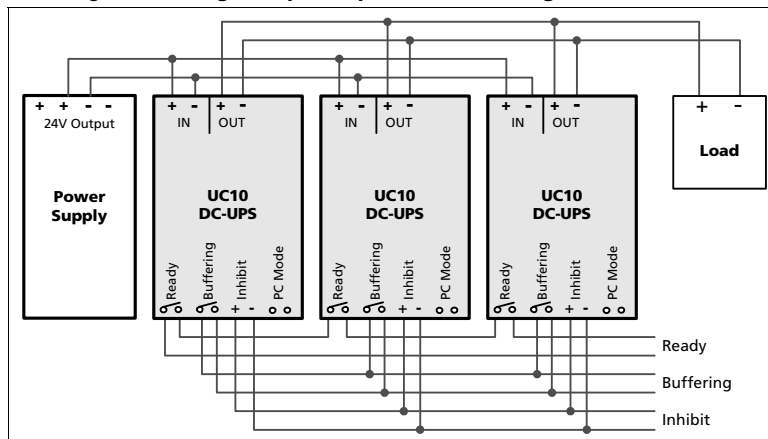 + + - -
24V Output
Power
Supply
+ - + -
IN OUT
UC10
DC-UPS
Ready
Buffering
+ Inhibit -
PC Mode
+ - + -
IN OUT
UC10
DC-UPS
Ready
Buffering
+ Inhibit -
PC Mode
+ - + -
IN OUT
UC10
DC-UPS
Ready
Buffering
+ Inhibit -
PC Mode
+ -
Load
Ready
Buffering
Inhibit